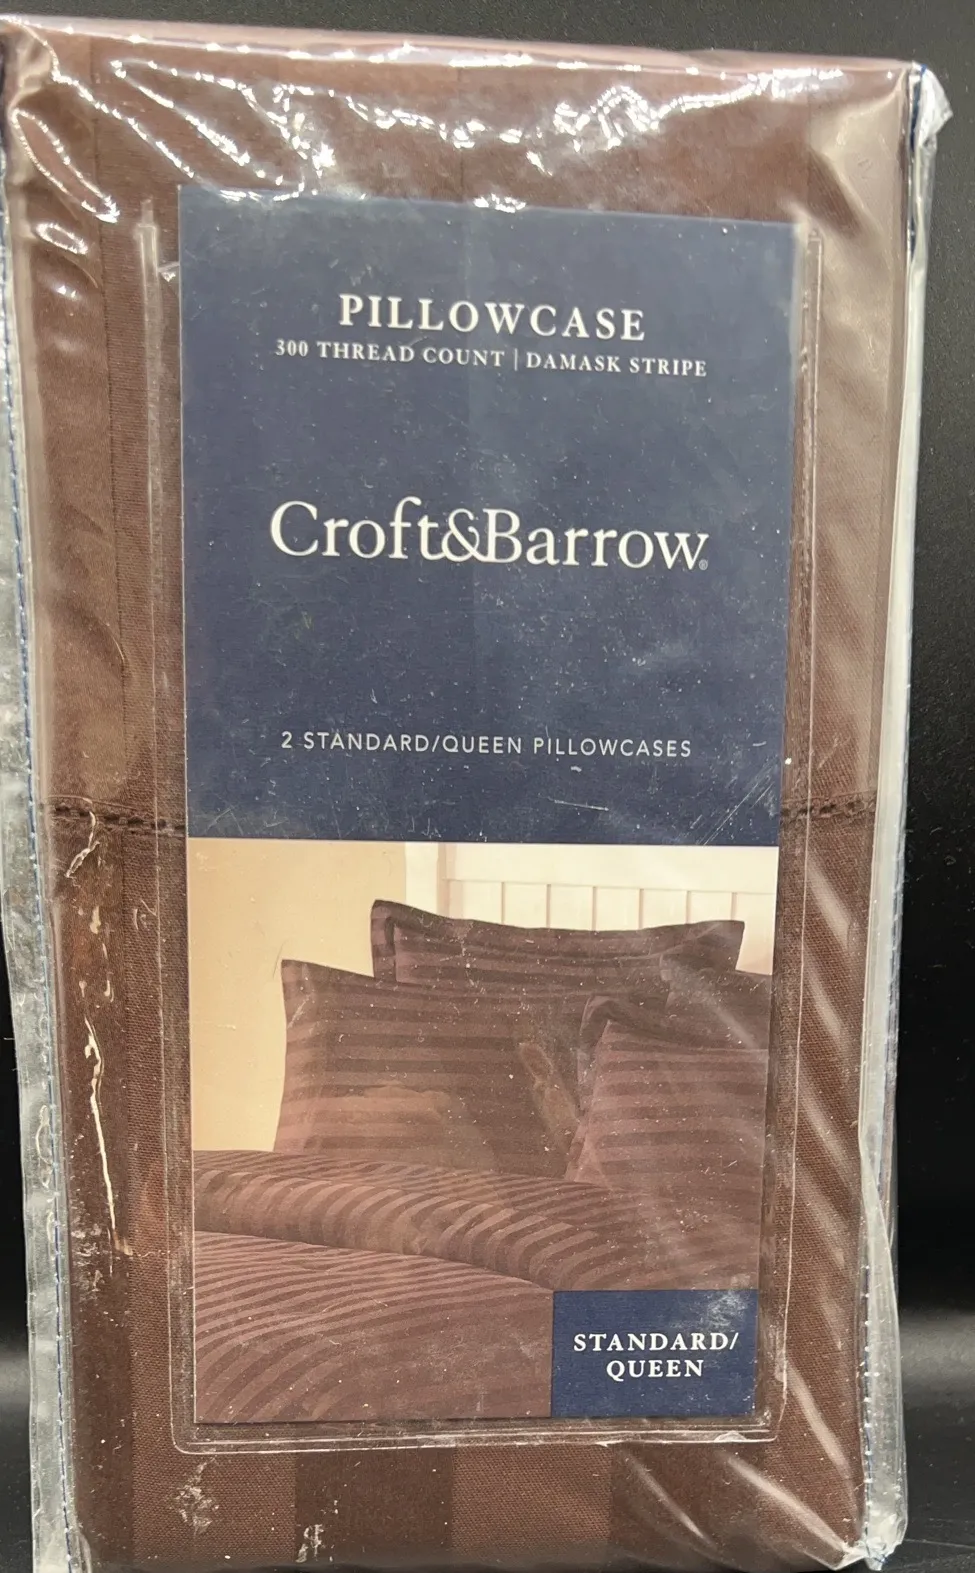 PILLOWCASE
300 THREAD COUNT | DAMASK STRIPE
Croft&Barrow®
2 STANDARD/QUEEN PILLOWCASES
STANDARD/
QUEEN